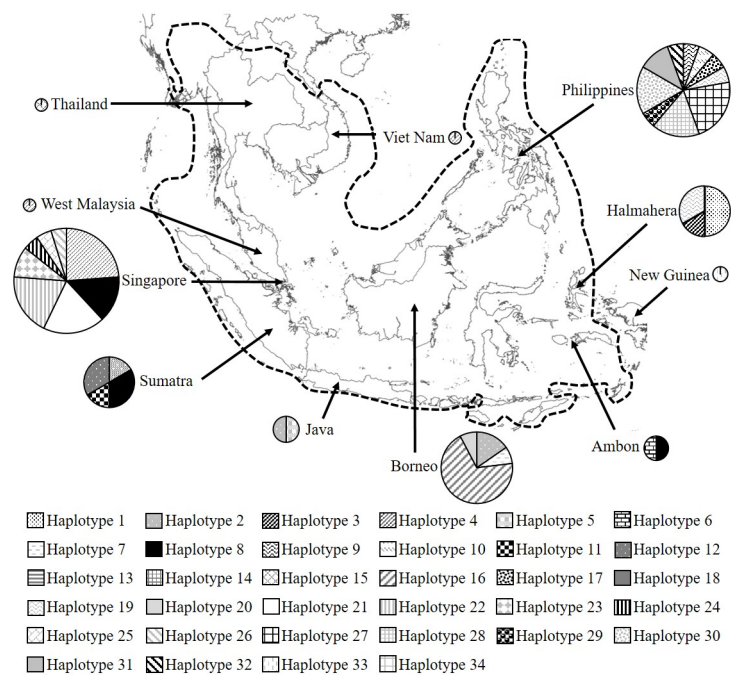 Philippines
Thailand
Viet Nam
West Malaysia
Halmahera
New Guinea
Singapore
Sumatra
Java
Ambon
Borneo
Haplotype 1 Haplotype 2 Haplotype 3 Haplotype 4 Haplotype 5 Haplotype 6
Haplotype 7 Haplotype 8 Haplotype 9 Haplotype 10 Haplotype 11 Haplotype 12
Haplotype 13 Haplotype 14 Haplotype 15 Haplotype 16 Haplotype 17 Haplotype 18
Haplotype 19 Haplotype 20 Haplotype 21 Haplotype 22 Haplotype 23 Haplotype 24
Haplotype 25 Haplotype 26 Haplotype 27 Haplotype 28 Haplotype 29 Haplotype 30
Haplotype 31 Haplotype 32 Haplotype 33 Haplotype 34